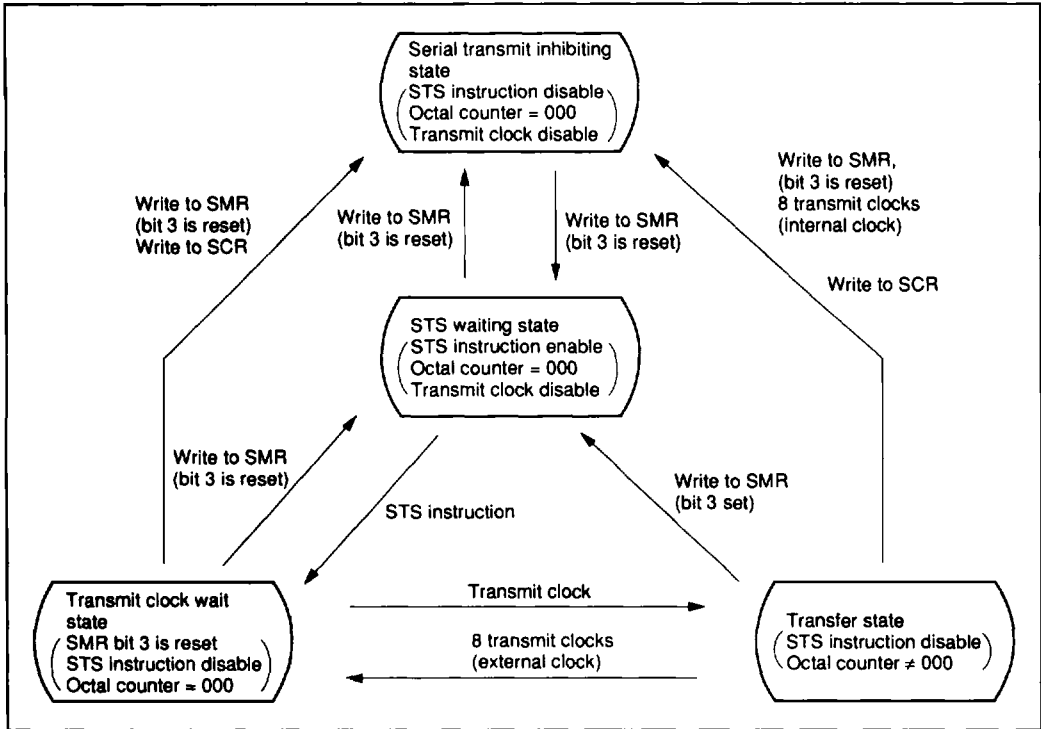 Serial transmit inhibiting
state
STS instruction disable
Octal counter = 000
Transmit clock disable
Write to SMR
(bit 3 is reset)
Write to SCR
Write to SMR
(bit 3 is reset)
Write to SMR
(bit 3 is reset)
Write to SMR,
(bit 3 is reset)
8 transmit clocks
(internal clock)
Write to SCR
STS waiting state
STS instruction enable
Octal counter = 000
Transmit clock disable
Write to SMR
(bit 3 is reset)
STS instruction
Write to SMR
(bit 3 set)
Transmit clock wait
state
SMR bit 3 is reset
STS instruction disable
Octal counter = 000
Transmit clock
8 transmit clocks
(external clock)
Transfer state
STS instruction disable
Octal counter ≠ 000